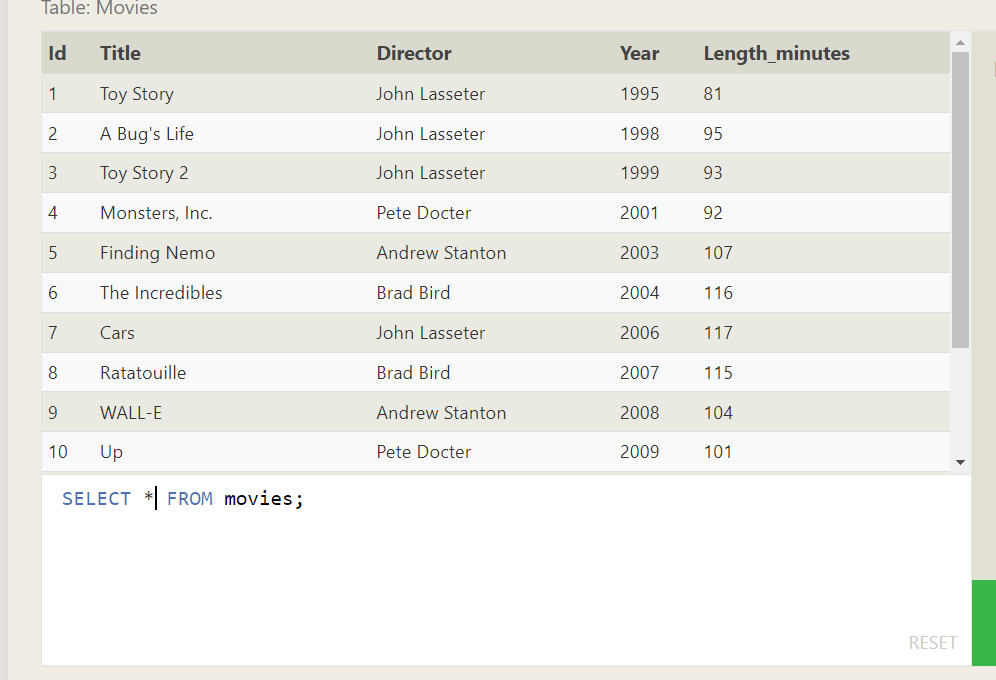 Table: Movies
Id Title Director Year Length_minutes
1 Toy Story John Lasseter 1995 81
2 A Bug's Life John Lasseter 1998 95
3 Toy Story 2 John Lasseter 1999 93
4 Monsters, Inc. Pete Docter 2001 92
5 Finding Nemo Andrew Stanton 2003 107
6 The Incredibles Brad Bird 2004 116
7 Cars John Lasseter 2006 117
8 Ratatouille Brad Bird 2007 115
9 WALL-E Andrew Stanton 2008 104
10 Up Pete Docter 2009 101
SELECT * FROM movies;
RESET